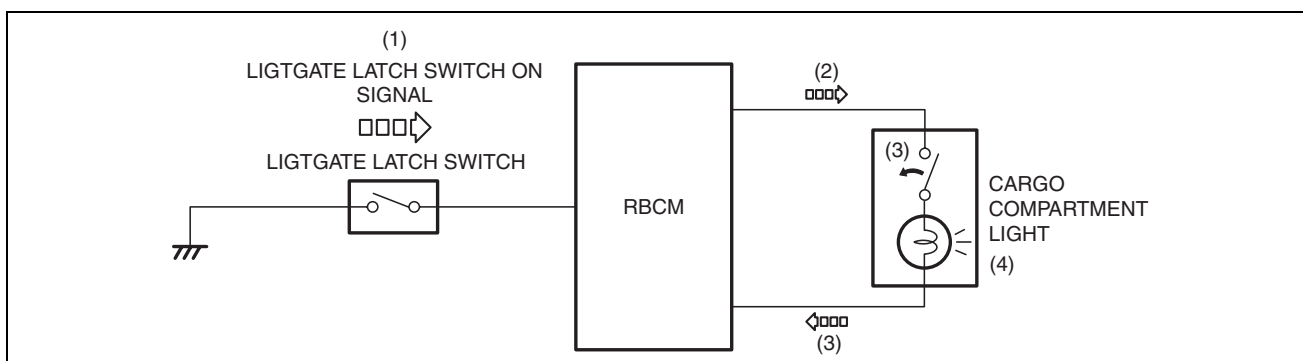 (1)
LIGTGATE LATCH SWITCH ON
SIGNAL
LIGTGATE LATCH SWITCH
RBCM
(2)
(3)
CARGO
COMPARTMENT
LIGHT
(4)
(3)